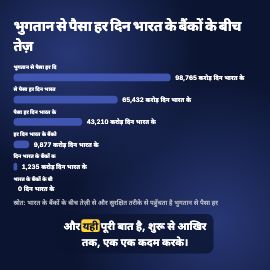 भुगतान से पैसा हर दिन भारत के बैंकों के बीच
तेज़
भुगतान से पैसा हर दि
98,765 करोड़ दिन भारत के
से पैसा हर दिन भारत
65,432 करोड़ दिन भारत के
पैसा हर दिन भारत के
43,210 करोड़ दिन भारत के
हर दिन भारत के बैंको
9,877 करोड़ दिन भारत के
दिन भारत के बैंकों क
1,235 करोड़ दिन भारत के
भारत के बैंकों के बी
0 दिन भारत के
स्रोत: भारत के बैंकों के बीच तेज़ी से और सुरक्षित तरीके से पहुँचता है भुगतान से पैसा हर
और यही पूरी बात है, शुरू से आखिर
तक, एक एक कदम करके।